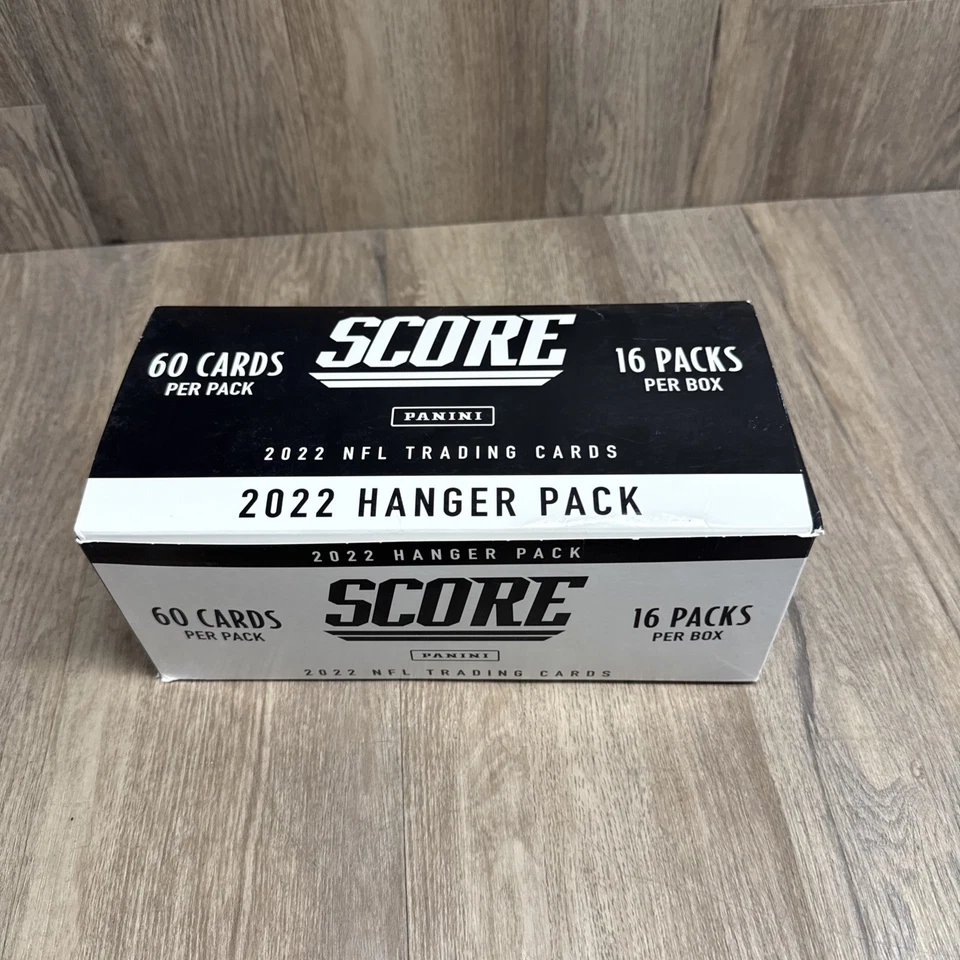 SCORE
60 CARDS
PER PACK
16 PACKS
PER BOX
PANINI
2022 NFL TRADING CARDS
2022 HANGER PACK
2022 HANGER PACK
SCORE
60 CARDS
PER PACK
16 PACKS
PER BOX
PANINI
2022 NFL TRADING CARDS